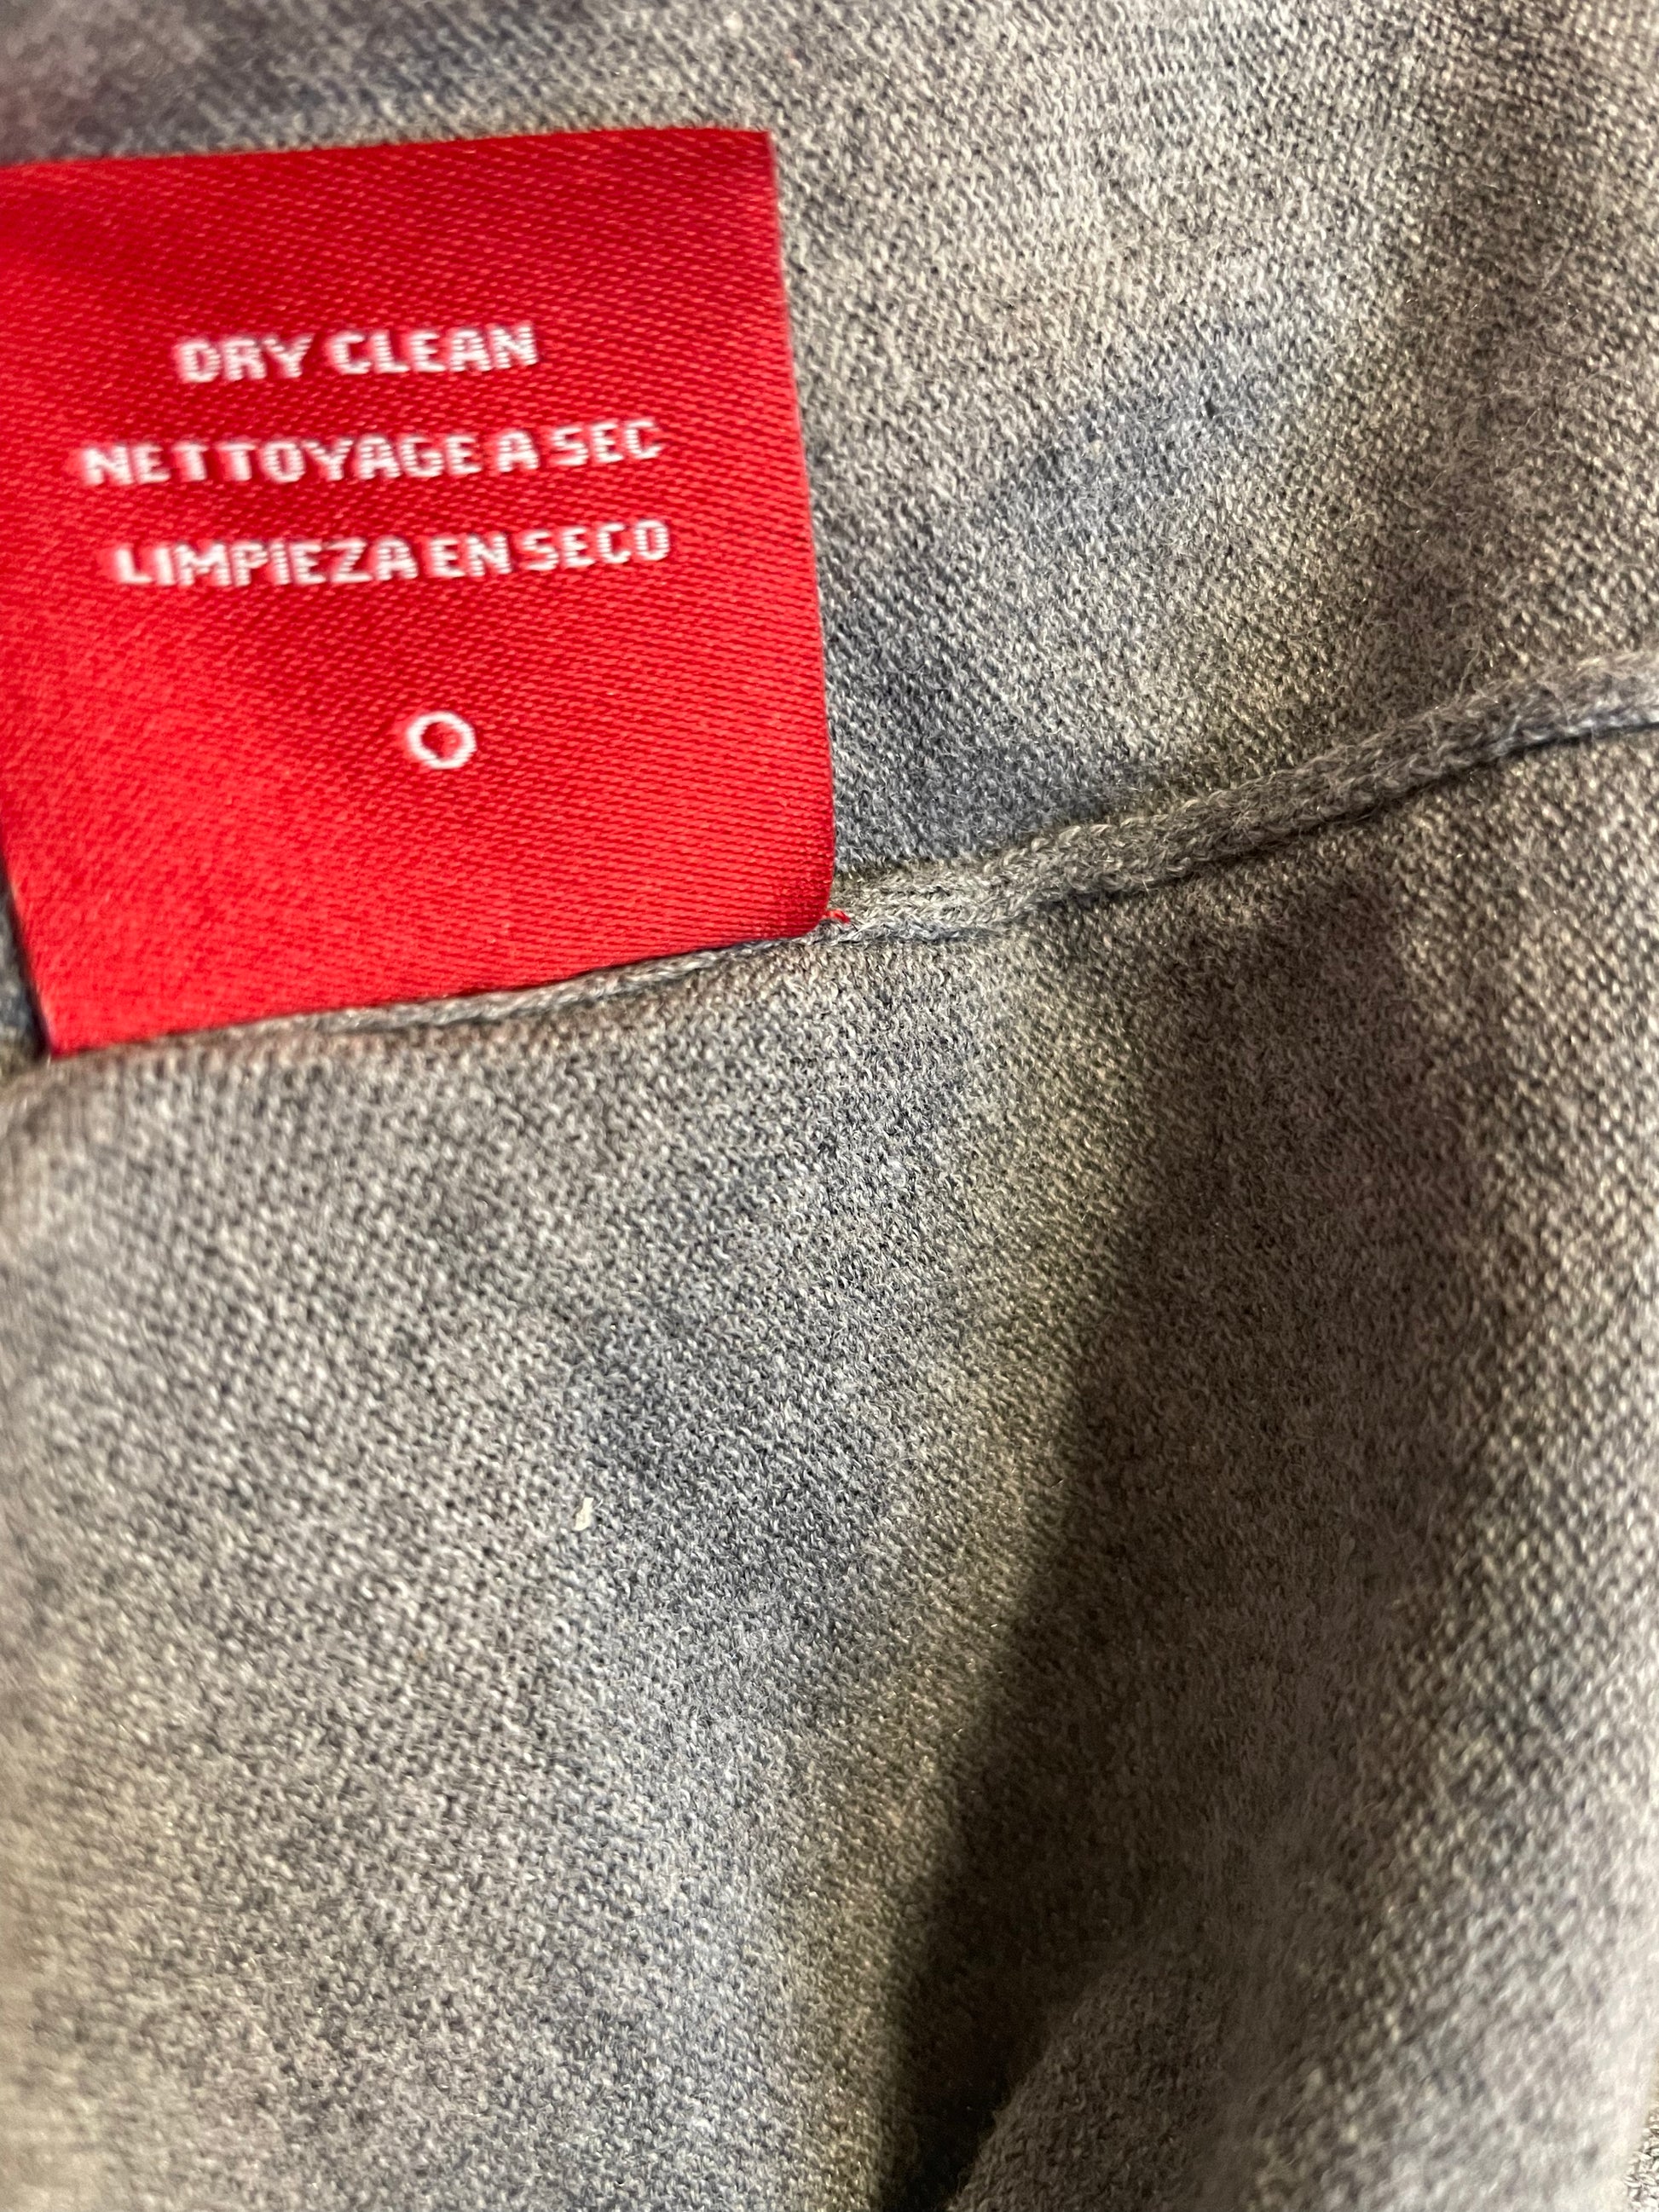 DRY CLEAN
NETTOYAGE A SEC
LIMPIEZA EN SECO